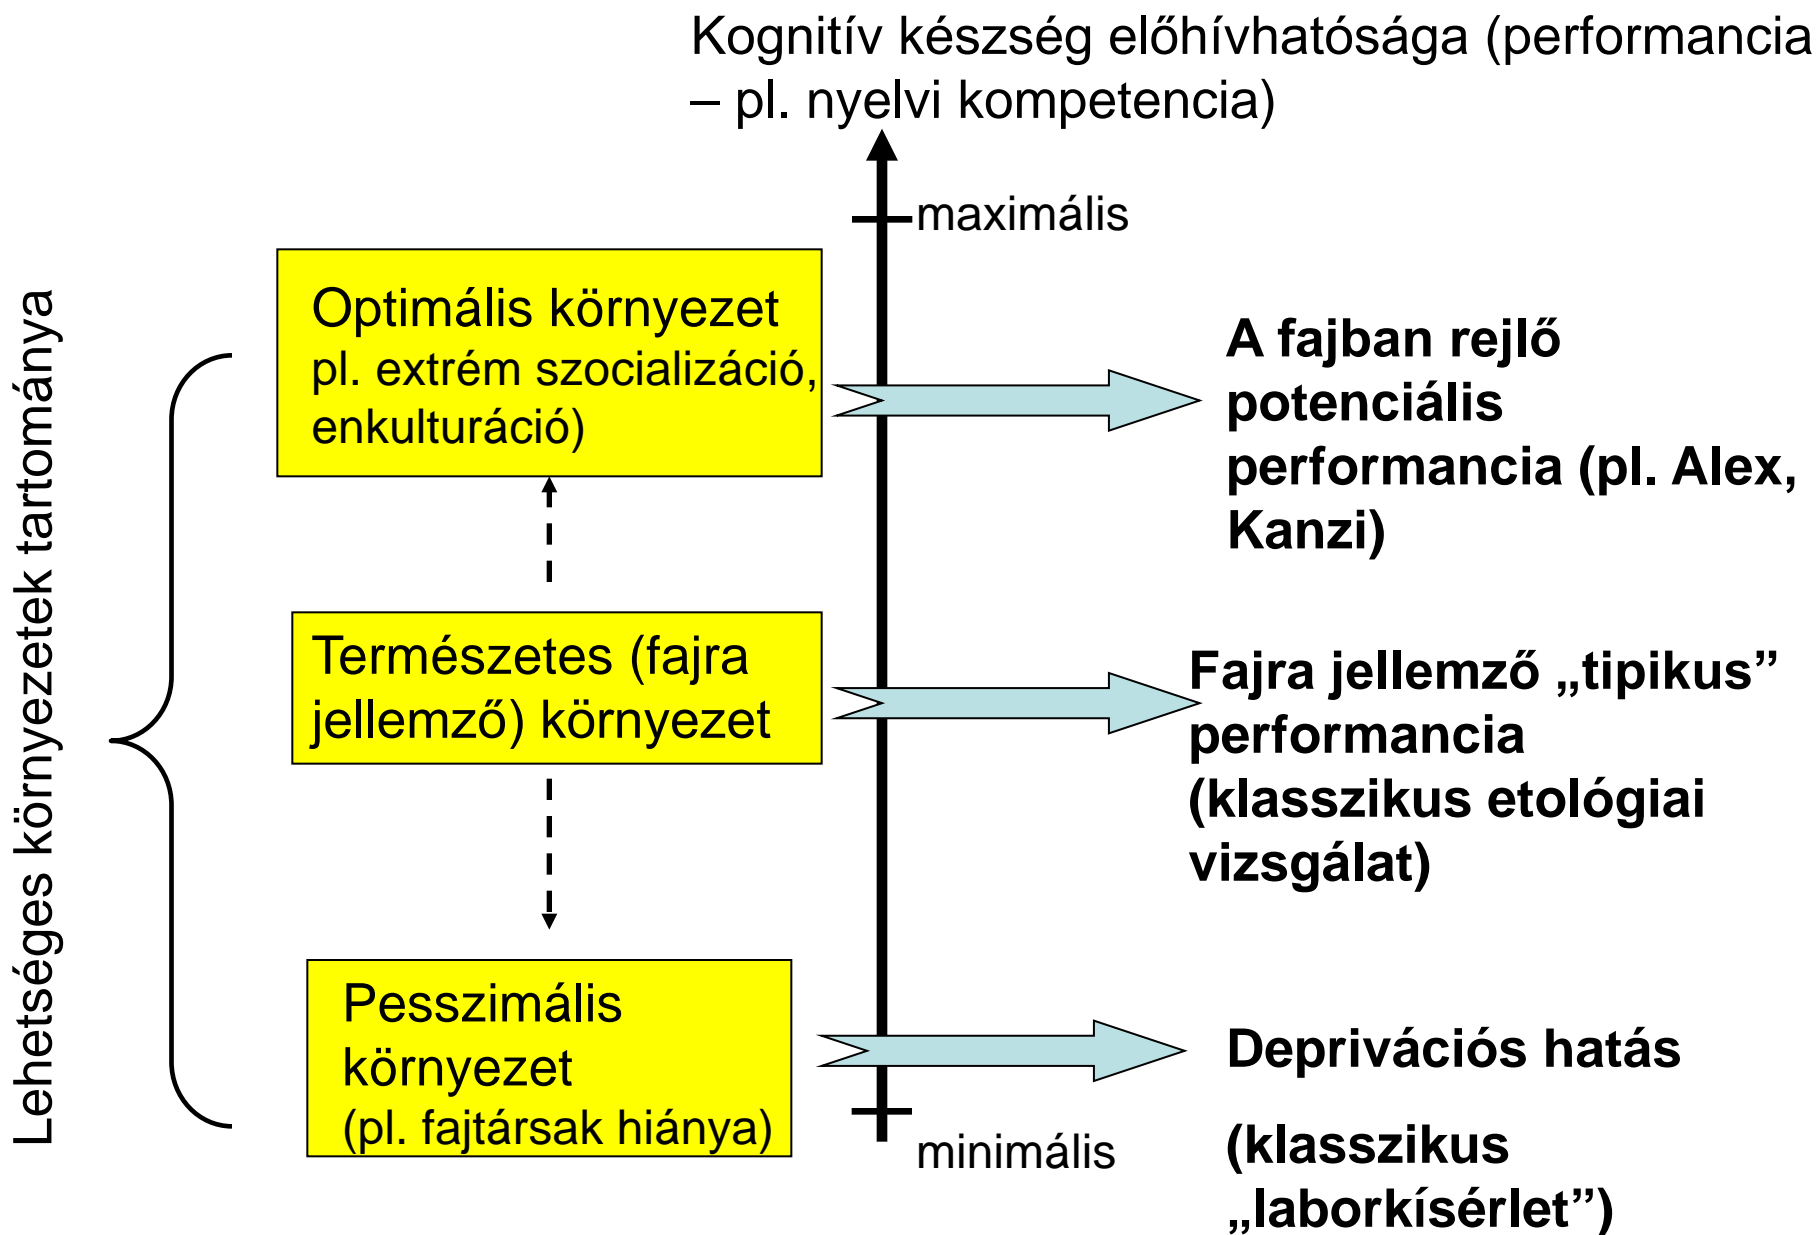 Kognitív készség előhívhatósága (performancia
– pl. nyelvi kompetencia)
maximális
Lehetséges környezetek tartománya
Optimális környezet
pl. extrém szocializáció,
enkulturáció)
A fajban rejlő
potenciális
performancia (pl. Alex,
Kanzi)
Természetes (fajra
jellemző) környezet
Fajra jellemző „tipikus”
performancia
(klasszikus etológiai
vizsgálat)
Pesszimális
környezet
(pl. fajtársak hiánya)
Deprivációs hatás
(klasszikus
„laborkísérlet”)
minimális